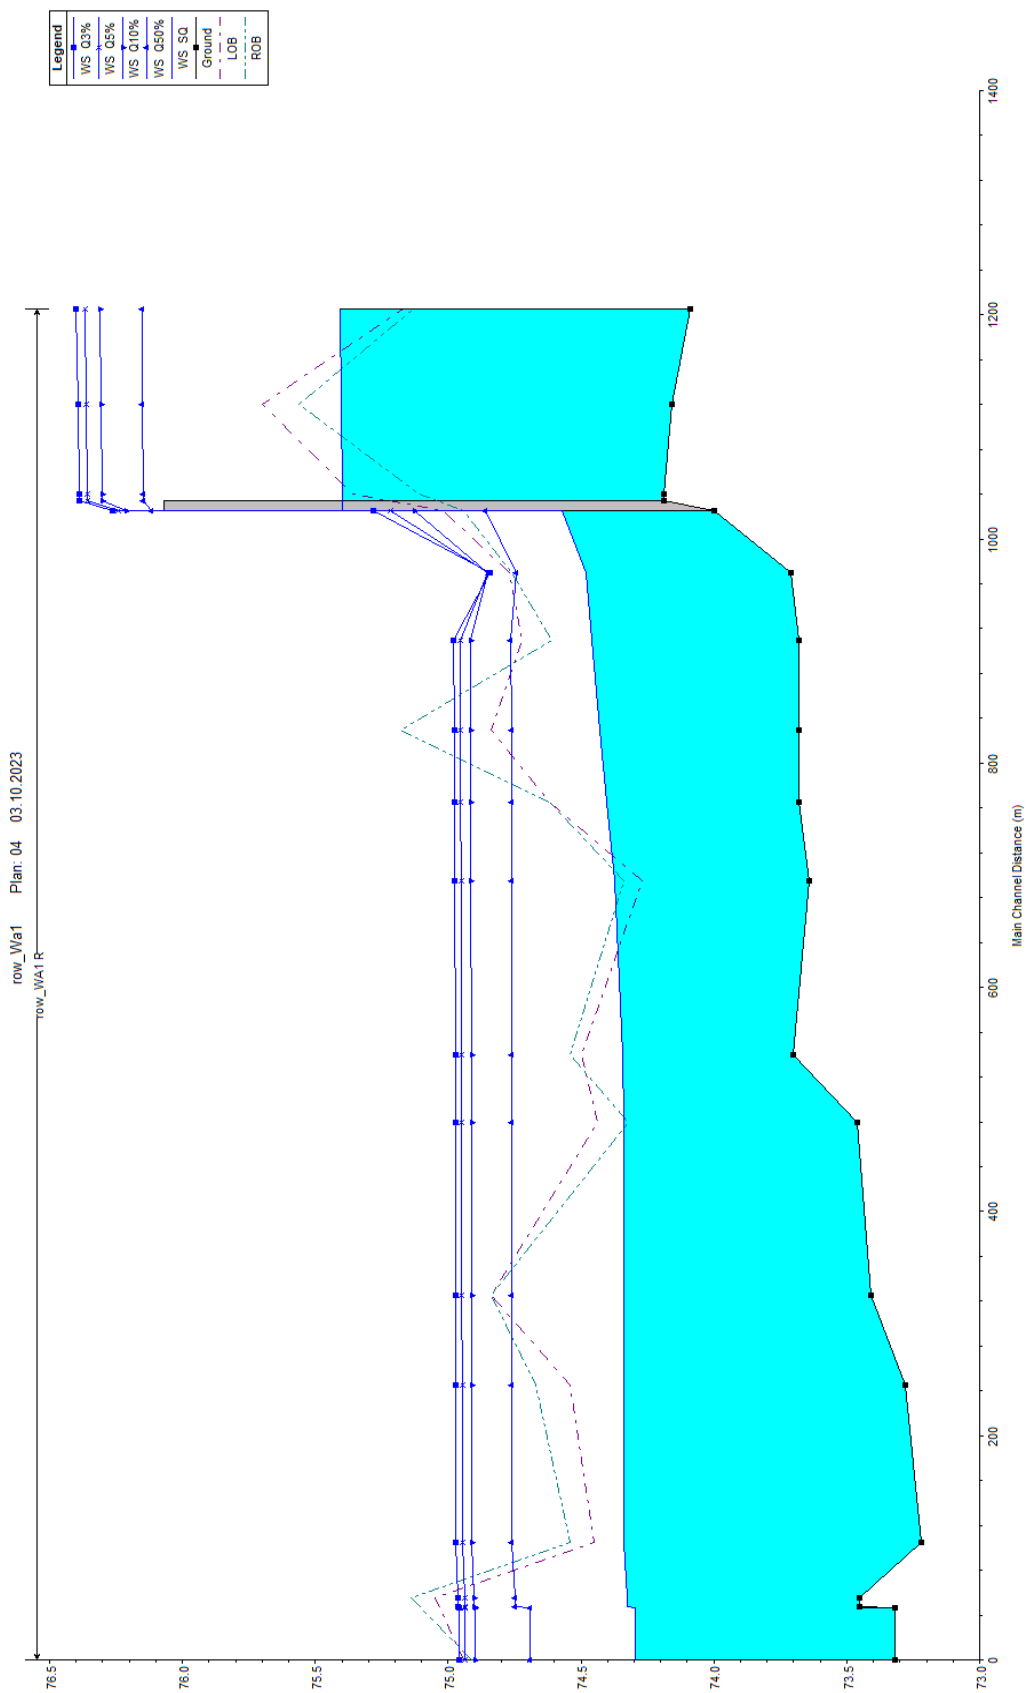 row_Wa1 Plan: 04 03.10.2023
row_WA1 R
Legend
WS Q3%
WS Q5%
WS Q10%
WS Q50%
WS SQ
Ground
LOB
ROB
76.5
76.0
75.5
75.0
74.5
74.0
73.5
73.0
0
200
400
600
800
1000
1200
1400
Main Channel Distance (m)